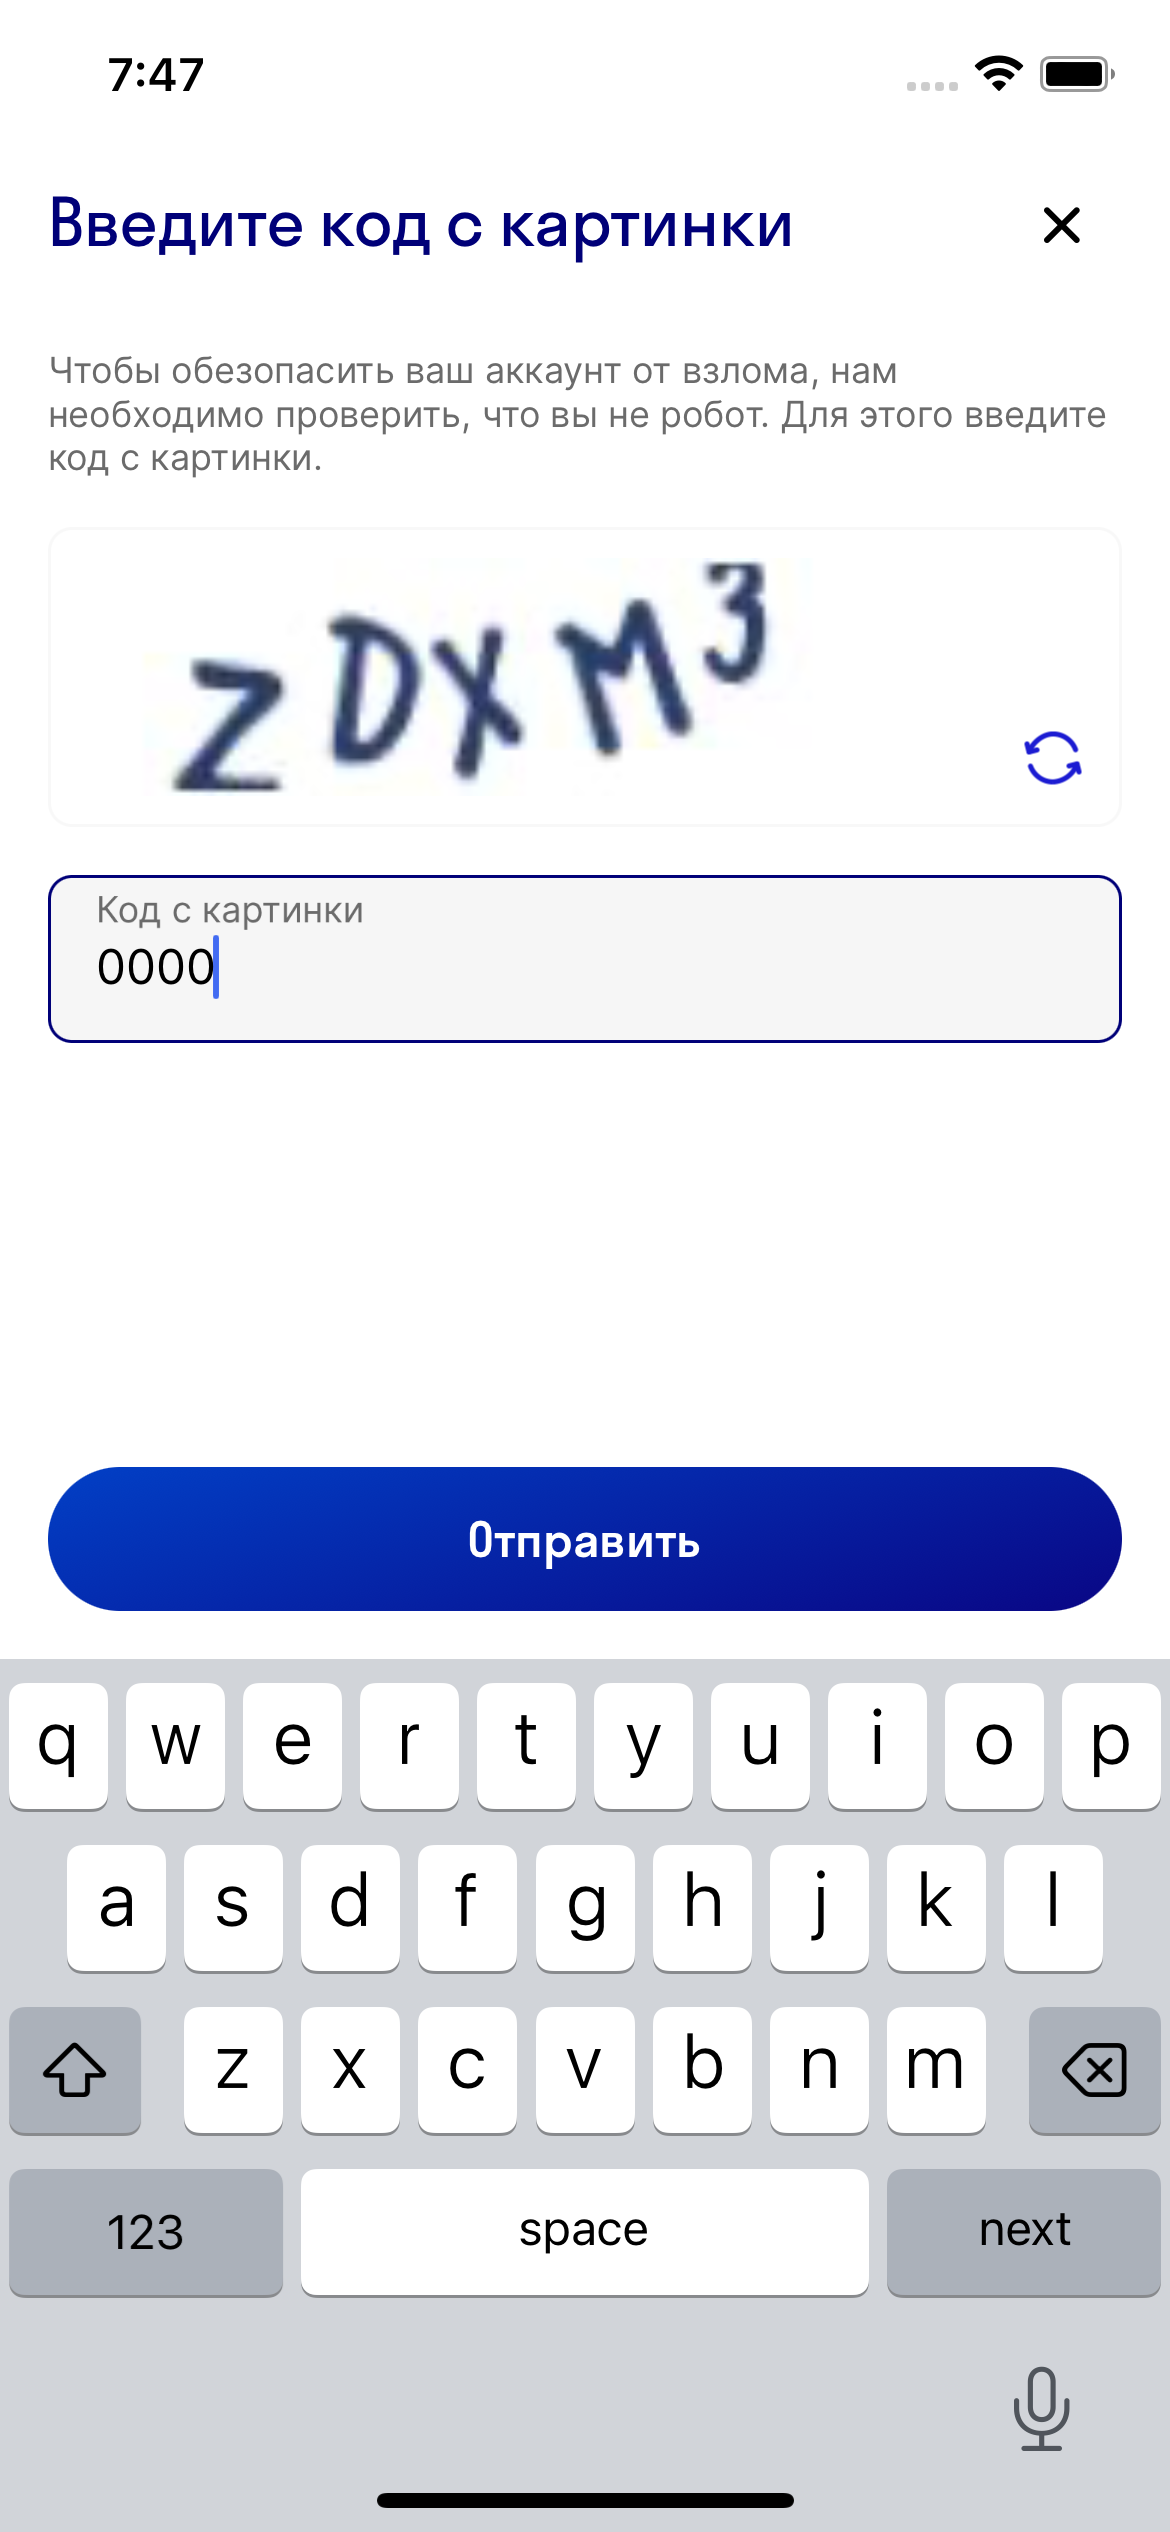 7:47
Введите код с картинки
Чтобы обезопасить ваш аккаунт от взлома, нам
необходимо проверить, что вы не робот. Для этого введите
код с картинки.
ZDXM3
Код с картинки
0000
Отправить
q w e r t y u i o p
a s d f g h j k l
z x c v b n m
123 space next